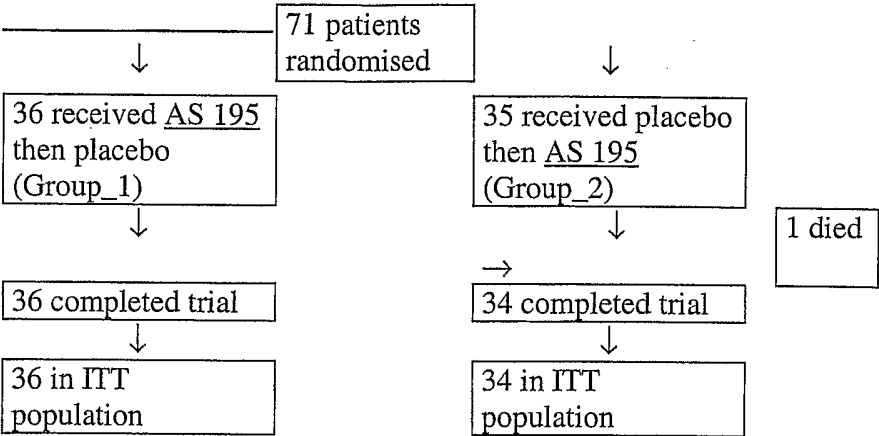 71 patients
randomised
↓ ↓
36 received AS 195
then placebo
(Group_1)
35 received placebo
then AS 195
(Group_2)
↓ ↓
1 died
→
36 completed trial
34 completed trial
↓ ↓
36 in ITT
population
34 in ITT
population